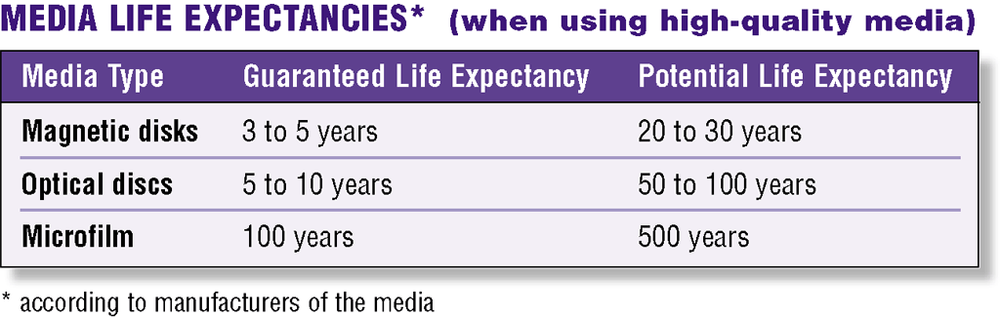 MEDIA LIFE EXPECTANCIES* (when using high-quality media)
Media Type Guaranteed Life Expectancy Potential Life Expectancy
Magnetic disks 3 to 5 years 20 to 30 years
Optical discs 5 to 10 years 50 to 100 years
Microfilm 100 years 500 years
* according to manufacturers of the media